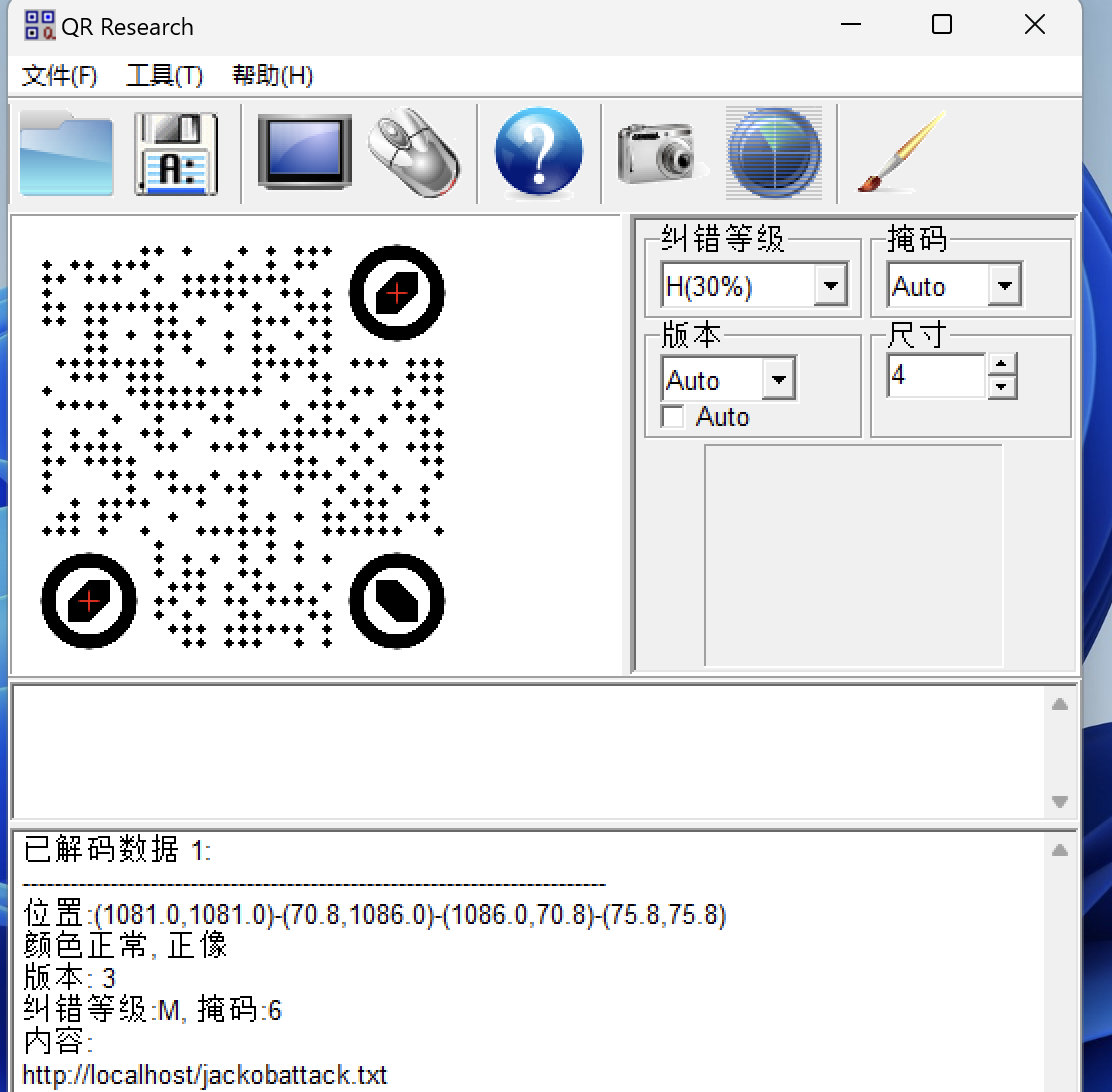 QR Research
文件(F) 工具(T) 帮助(H)
A:
?
纠错等级 掩码
H(30%) Auto
版本 尺寸
Auto 4
Auto
已解码数据 1:
位置:(1081.0,1081.0)-(70.8,1086.0)-(1086.0,70.8)-(75.8,75.8)
颜色正常, 正像
版本: 3
纠错等级:M, 掩码:6
内容:
http://localhost/jackobattack.txt